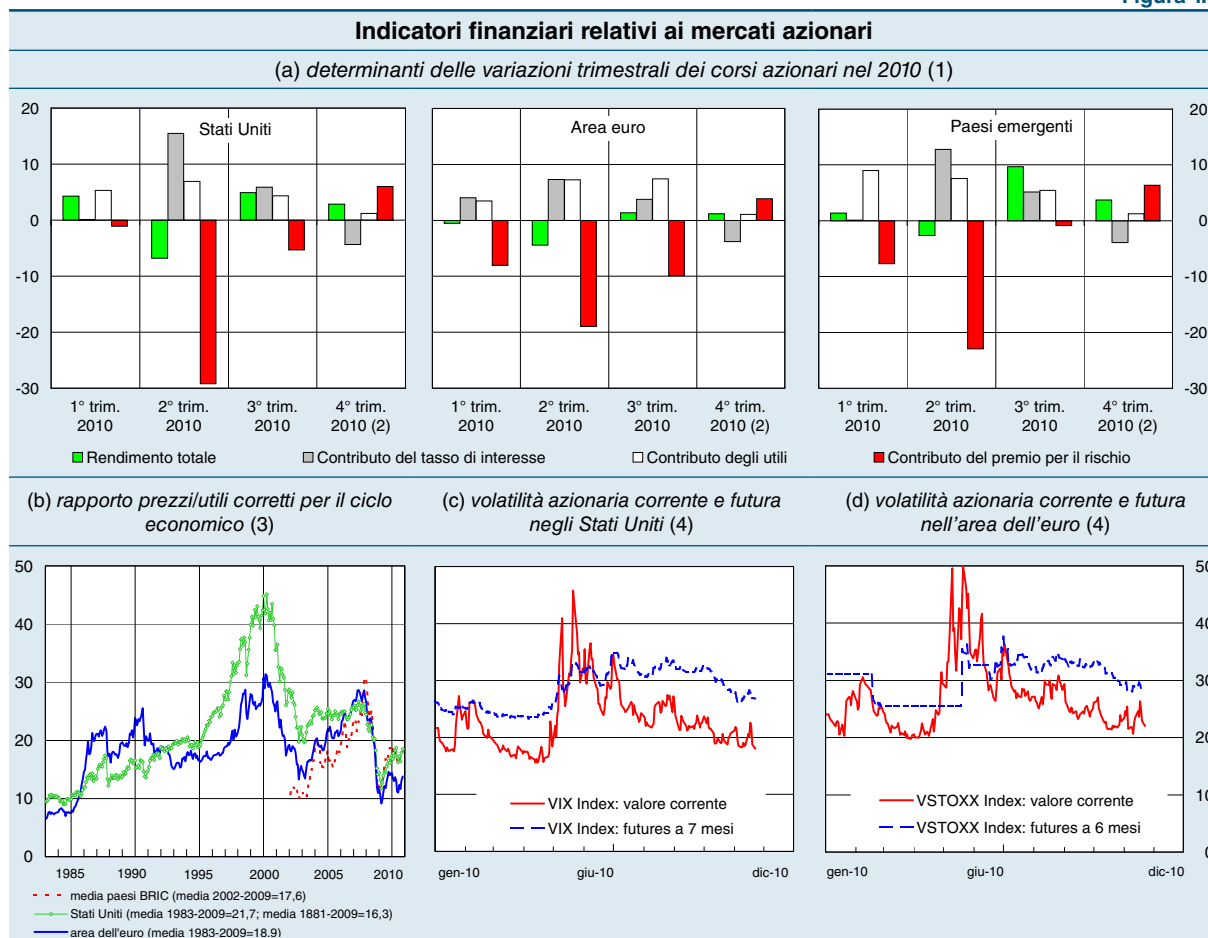 Indicatori finanziari relativi ai mercati azionari
(a) determinanti delle variazioni trimestrali dei corsi azionari nel 2010 (1)
Stati Uniti
Area euro
Paesi emergenti
20
10
0
-10
-20
-30
20
10
0
-10
-20
-30
1° trim. 2° trim. 3° trim. 4° trim.
2010 2010 2010 2010 (2)
1° trim. 2° trim. 3° trim. 4° trim.
2010 2010 2010 2010 (2)
1° trim. 2° trim. 3° trim. 4° trim.
2010 2010 2010 2010 (2)
Rendimento totale
Contributo del tasso di interesse
Contributo degli utili
Contributo del premio per il rischio
(b) rapporto prezzi/utili corretti per il ciclo
economico (3)
50
40
30
20
10
0
1985 1990 1995 2000 2005 2010
media paesi BRIC (media 2002-2009=17,6)
Stati Uniti (media 1983-2009=21,7; media 1881-2009=16,3)
area dell'euro (media 1983-2009=18,9)
(c) volatilità azionaria corrente e futura
negli Stati Uniti (4)
VIX Index: valore corrente
VIX Index: futures a 7 mesi
gen-10 giu-10 dic-10
(d) volatilità azionaria corrente e futura
nell'area dell'euro (4)
VSTOXX Index: valore corrente
VSTOXX Index: futures a 6 mesi
gen-10 giu-10 dic-10